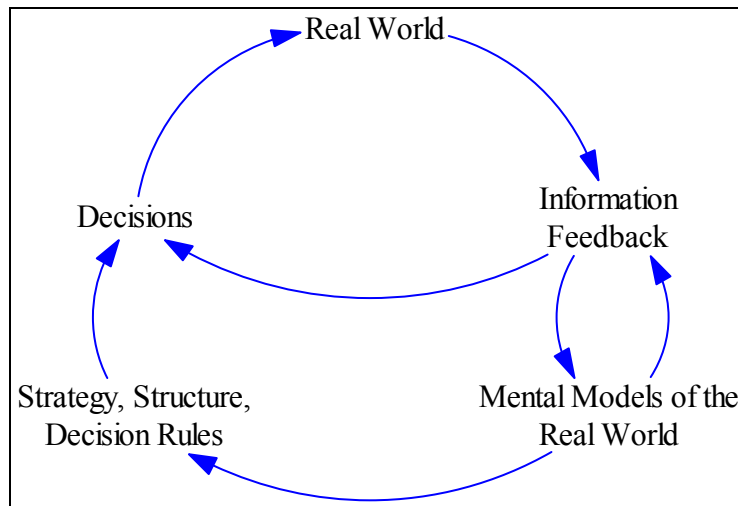 Real World
Information
Feedback
Decisions
Strategy, Structure,
Decision Rules
Mental Models of the
Real World